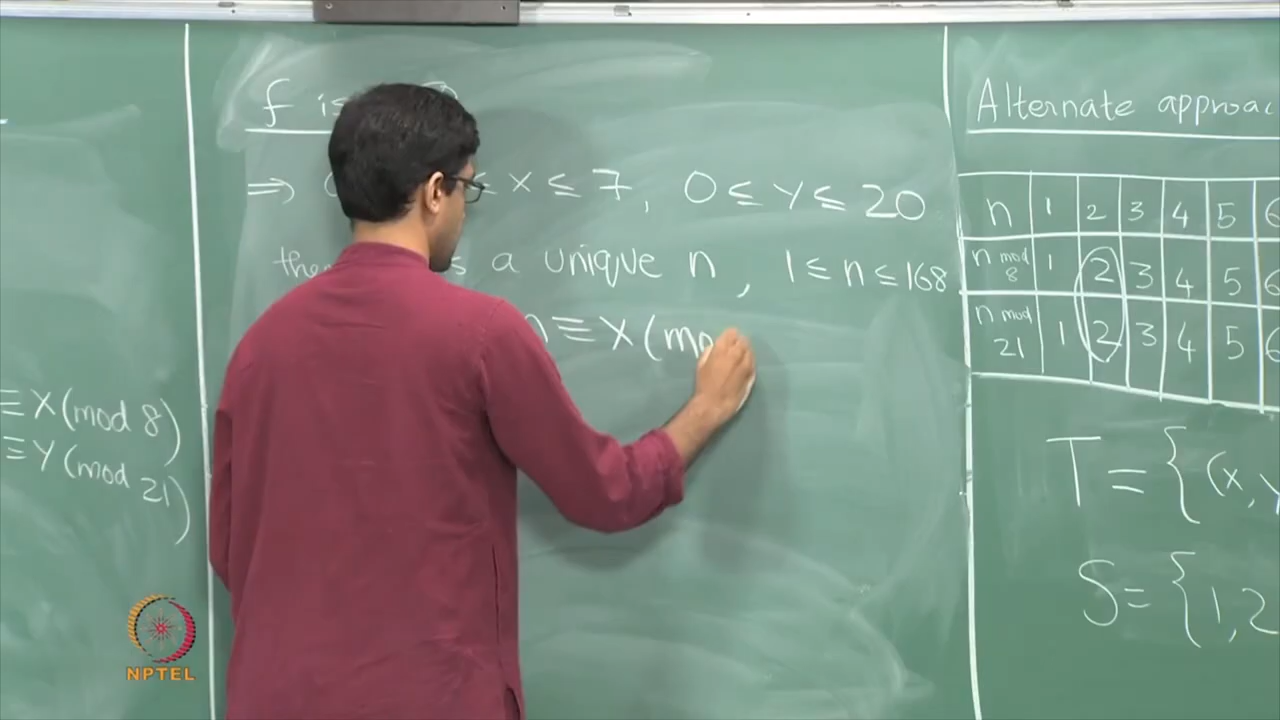 ≡ X (mod 8)
≡ Y (mod 21)
f is
⇒ 0 ≤ X ≤ 7, 0 ≤ Y ≤ 20
a unique n, 1 ≤ n ≤ 168
n ≡ X (mo
Alternate approac
n 1 2 3 4 5 6
n mod 8 1 2 3 4 5 6
n mod 21 1 2 3 4 5 6
T = { (x, y
S = { 1, 2
NPTEL